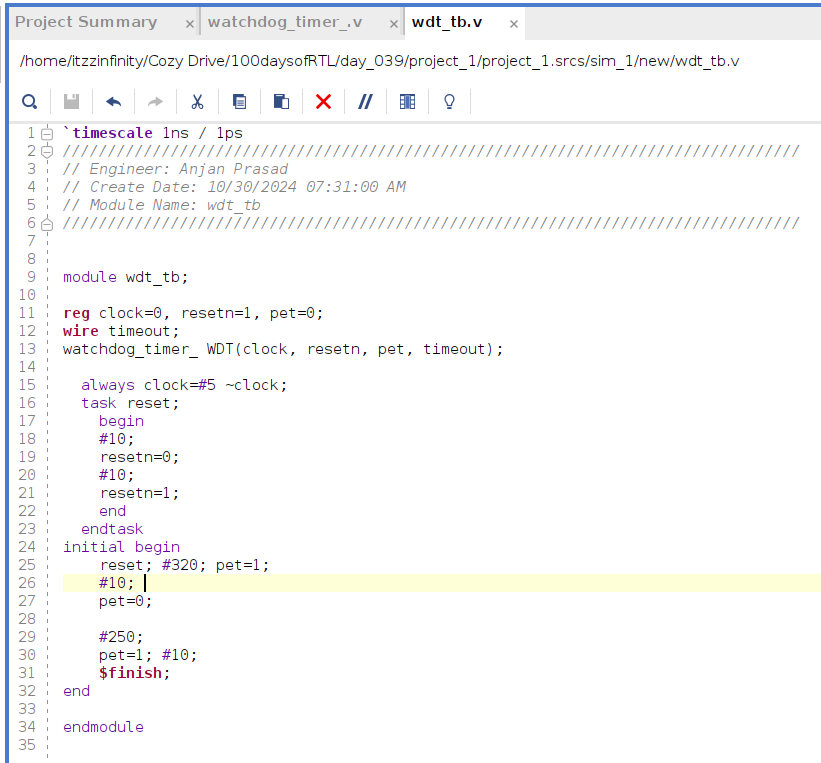 Project Summary × watchdog_timer_.v × wdt_tb.v ×
/home/itzzinfinity/Cozy Drive/100daysofRTL/day_039/project_1/project_1.srcs/sim_1/new/wdt_tb.v
1 `timescale 1ns / 1ps
2 //////////////////////////////////////////////////////////////////////////////////
3 // Engineer: Anjan Prasad
4 // Create Date: 10/30/2024 07:31:00 AM
5 // Module Name: wdt_tb
6 //////////////////////////////////////////////////////////////////////////////////
7
8
9 module wdt_tb;
10
11 reg clock=0, resetn=1, pet=0;
12 wire timeout;
13 watchdog_timer_ WDT(clock, resetn, pet, timeout);
14
15 always clock=#5 ~clock;
16 task reset;
17 begin
18 #10;
19 resetn=0;
20 #10;
21 resetn=1;
22 end
23 endtask
24 initial begin
25 reset; #320; pet=1;
26 #10;
27 pet=0;
28
29 #250;
30 pet=1; #10;
31 $finish;
32 end
33
34 endmodule
35